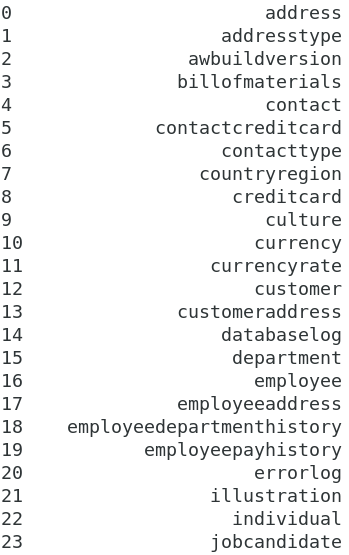 0 address
1 addresstype
2 awbuildversion
3 billofmaterials
4 contact
5 contactcreditcard
6 contacttype
7 countryregion
8 creditcard
9 culture
10 currency
11 currencyrate
12 customer
13 customeraddress
14 databaselog
15 department
16 employee
17 employeeaddress
18 employeedepartmenthistory
19 employeepayhistory
20 errorlog
21 illustration
22 individual
23 jobcandidate